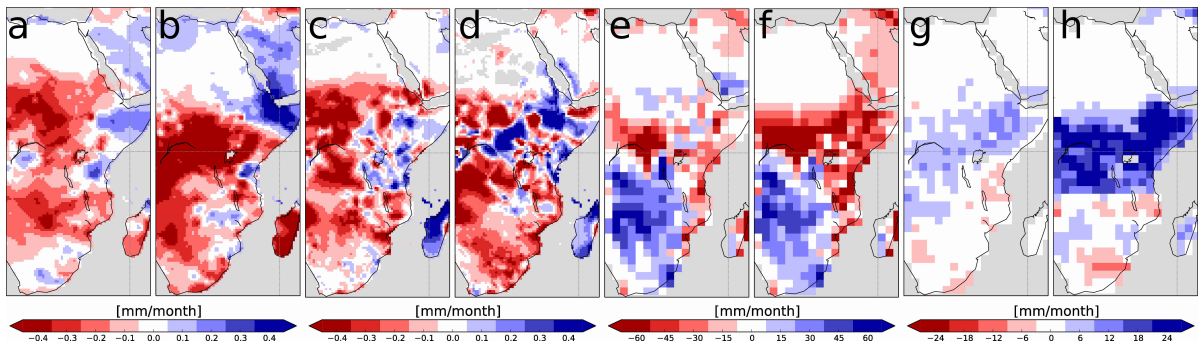 a b c d e f g h
[mm/month] [mm/month] [mm/month] [mm/month]
−0.4 −0.3 −0.2 −0.1 0.0 0.1 0.2 0.3 0.4 −0.4 −0.3 −0.2 −0.1 0.0 0.1 0.2 0.3 0.4 −60 −45 −30 −15 0 15 30 45 60 −24 −18 −12 −6 0 6 12 18 24